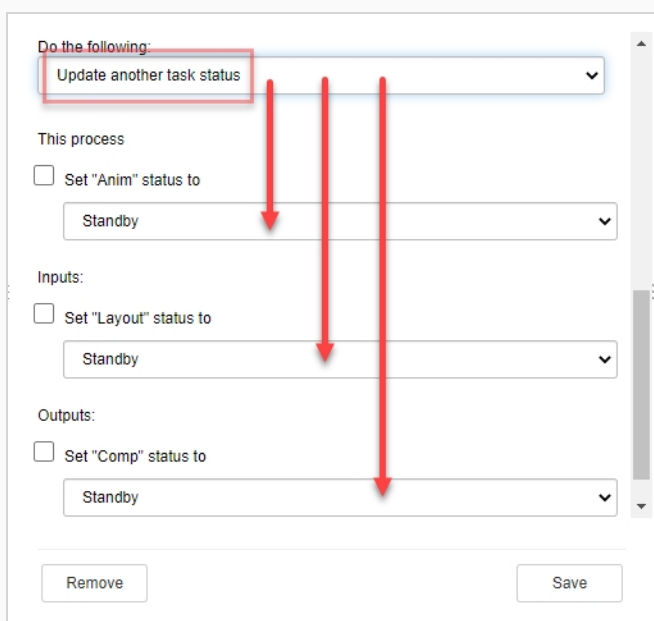 Do the following:
Update another task status
This process
Set "Anim" status to
Standby
Inputs:
Set "Layout" status to
Standby
Outputs:
Set "Comp" status to
Standby
Remove
Save